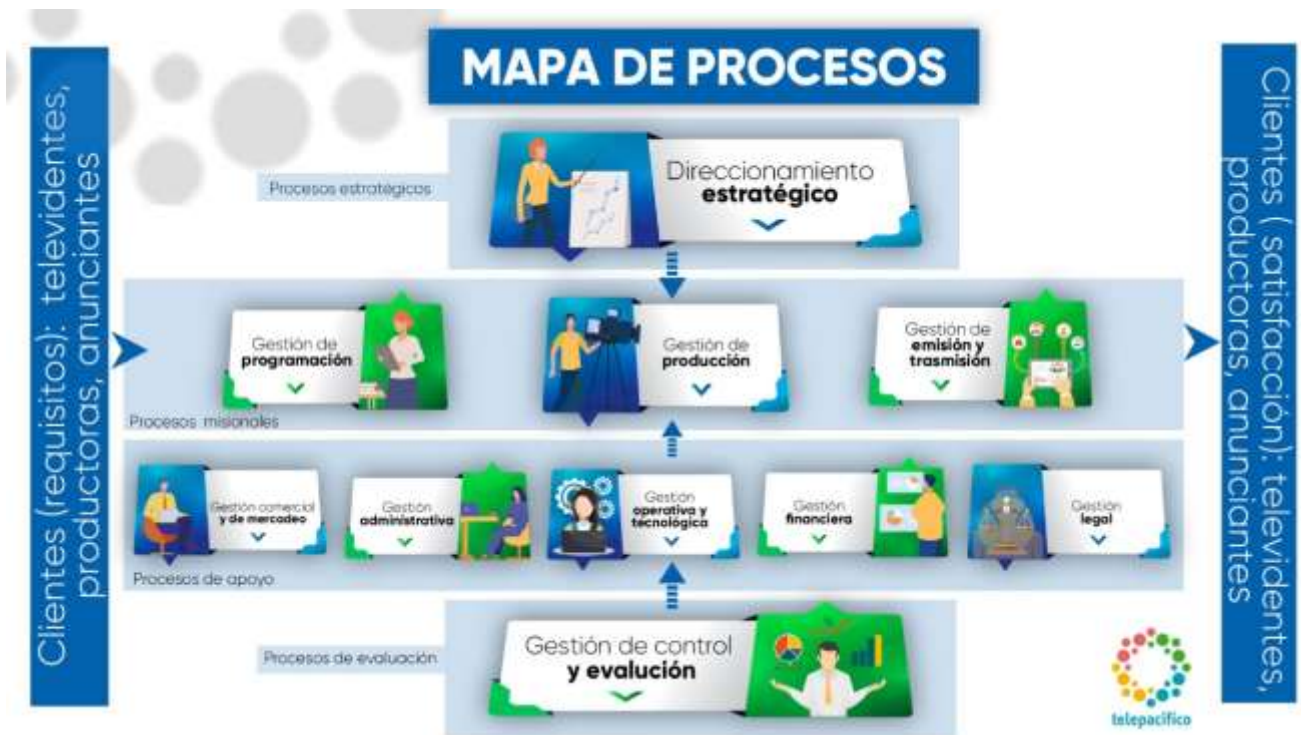 MAPA DE PROCESOS
Clientes (requisitos): televidentes,
productoras, anunciantes
Procesos estratégicos
Direccionamiento
estratégico
Gestión de
programación
Gestión de
producción
Gestión de
emisión y
trasmisión
Procesos misionales
Gestión comercial
y de mercadeo
Gestión
administrativa
Gestión
operativa y
tecnológica
Gestión
financiera
Gestión
legal
Procesos de apoyo
Procesos de evaluación
Gestión de control
y evalución
Clientes ( satisfacción): televidentes,
productoras, anunciantes
telepacífico